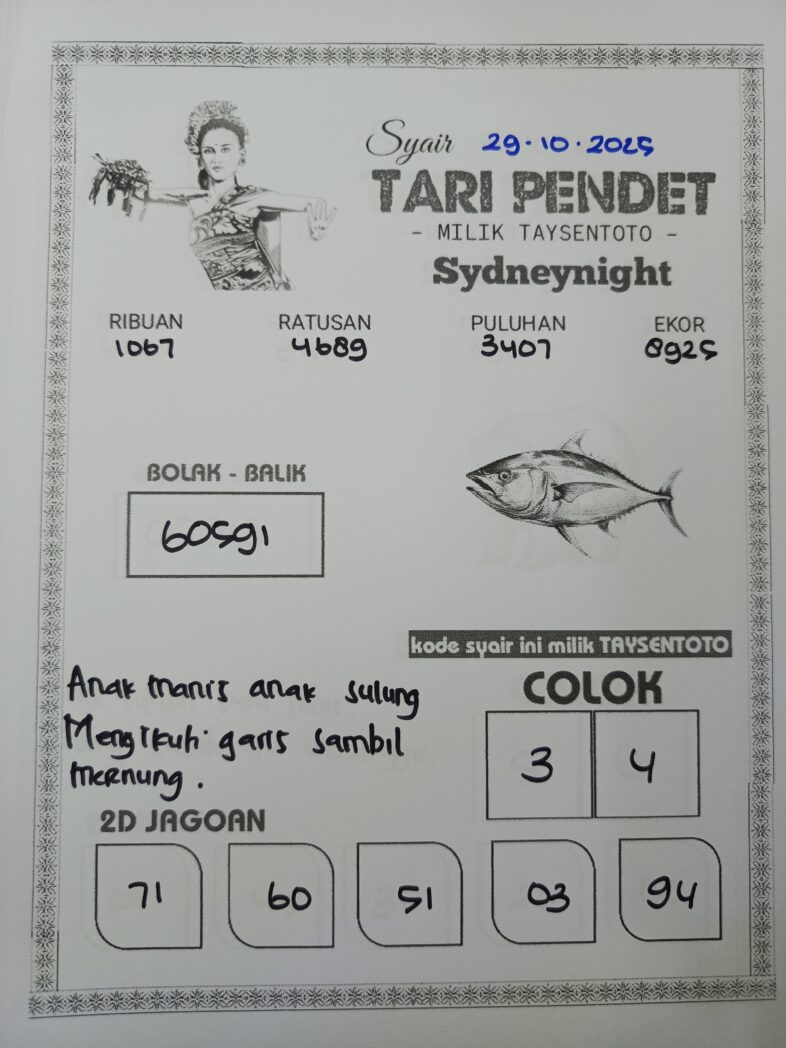 Syair 29.10.2025
TARI PENDET
- MILIK TAYSENTOTO -
Sydneynight
RIBUAN RATUSAN PULUHAN EKOR
1067 4689 3407 8925
BOLAK - BALIK
60591
kode syair ini milik TAYSENTOTO
Anak manis anak sulung
Mengikuti garis sambil
mernung.
COLOK
3 4
2D JAGOAN
71 60 51 03 94